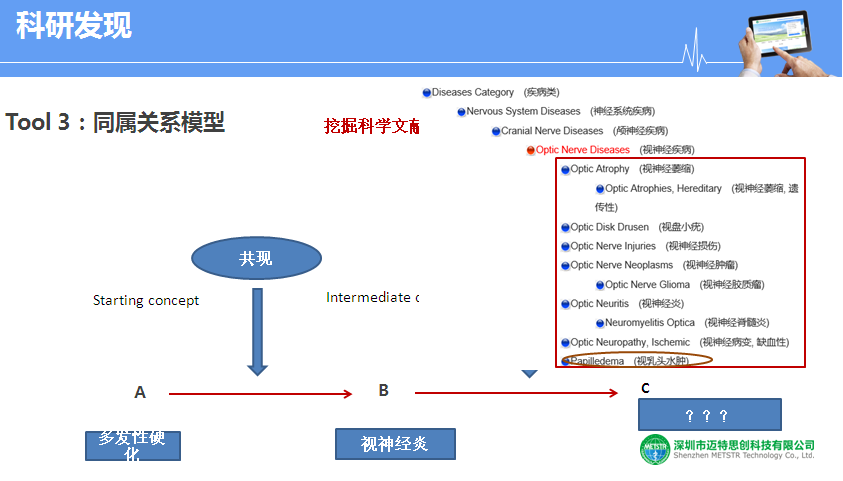 科研发现
Tool 3：同属关系模型
挖掘科学文献
Diseases Category (疾病类)
Nervous System Diseases (神经系统疾病)
Cranial Nerve Diseases (颅神经疾病)
Optic Nerve Diseases (视神经疾病)
Optic Atrophy (视神经萎缩)
Optic Atrophies, Hereditary (视神经萎缩, 遗
传性)
Optic Disk Drusen (视盘小疣)
Optic Nerve Injuries (视神经损伤)
Optic Nerve Neoplasms (视神经肿瘤)
Optic Nerve Glioma (视神经胶质瘤)
Optic Neuritis (视神经炎)
Neuromyelitis Optica (视神经脊髓炎)
Optic Neuropathy, Ischemic (视神经病变, 缺血性)
Papilledema (视乳头水肿)
共现
Starting concept
Intermediate
A
B
C
多发性硬
化
视神经炎
？？？
METSTR
深圳市迈特思创科技有限公司
Shenzhen METSTR Technology Co., Ltd.